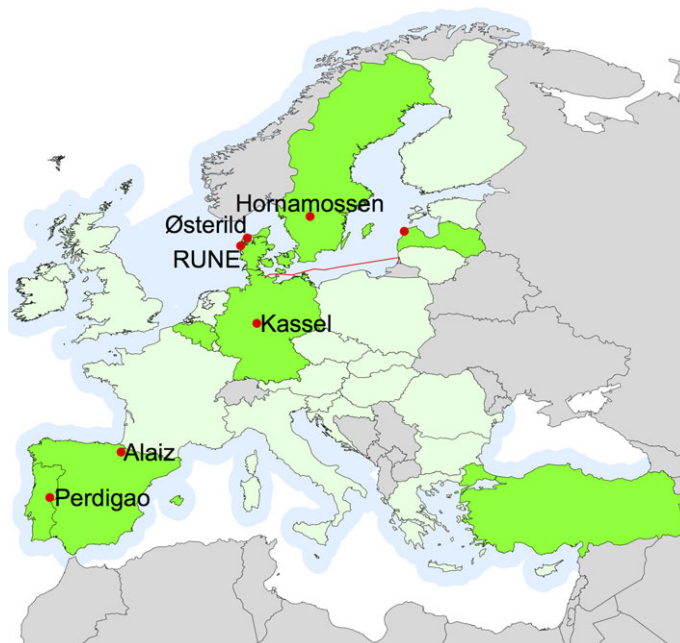 Hornamossen
Østerild
RUNE
Kassel
Alaiz
Perdigao